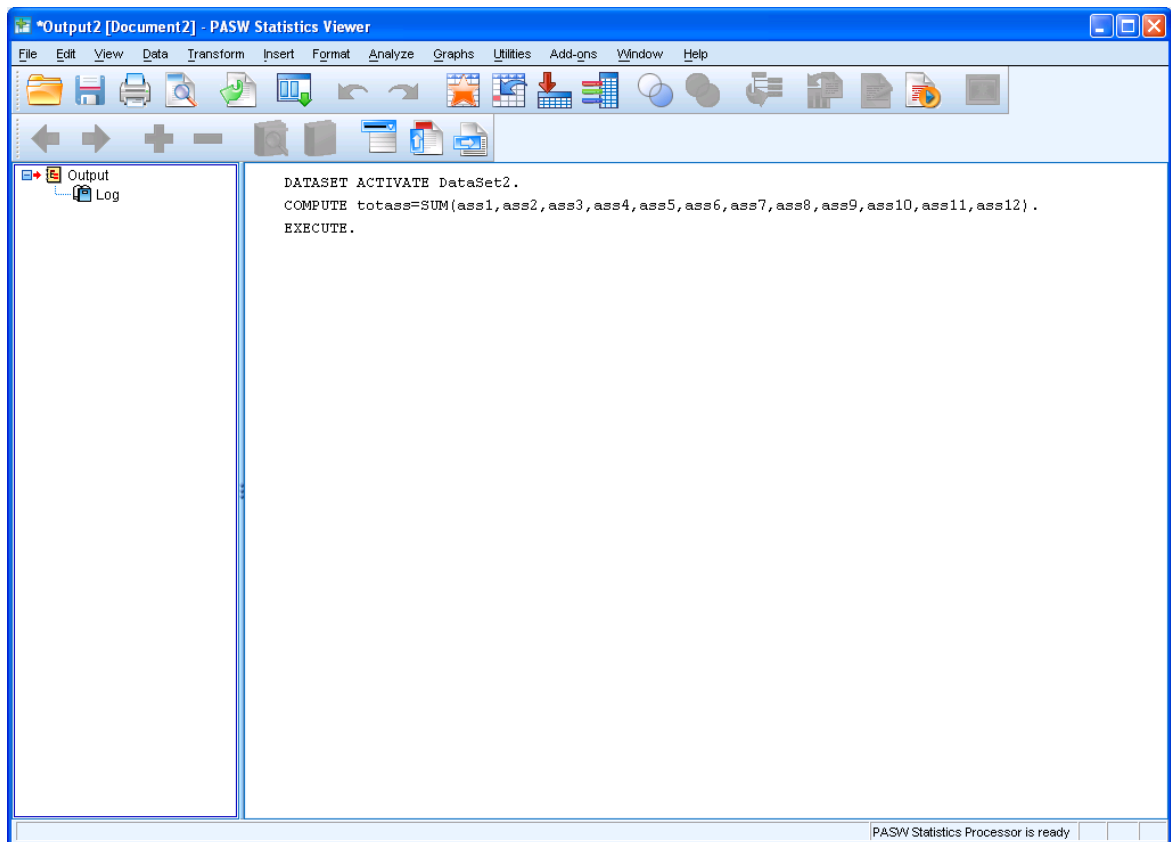 *Output2 [Document2] - PASW Statistics Viewer
File Edit View Data Transform Insert Format Analyze Graphs Utilities Add-ons Window Help
Output
Log
DATASET ACTIVATE DataSet2.
COMPUTE totass=SUM(ass1,ass2,ass3,ass4,ass5,ass6,ass7,ass8,ass9,ass10,ass11,ass12).
EXECUTE.
PASW Statistics Processor is ready